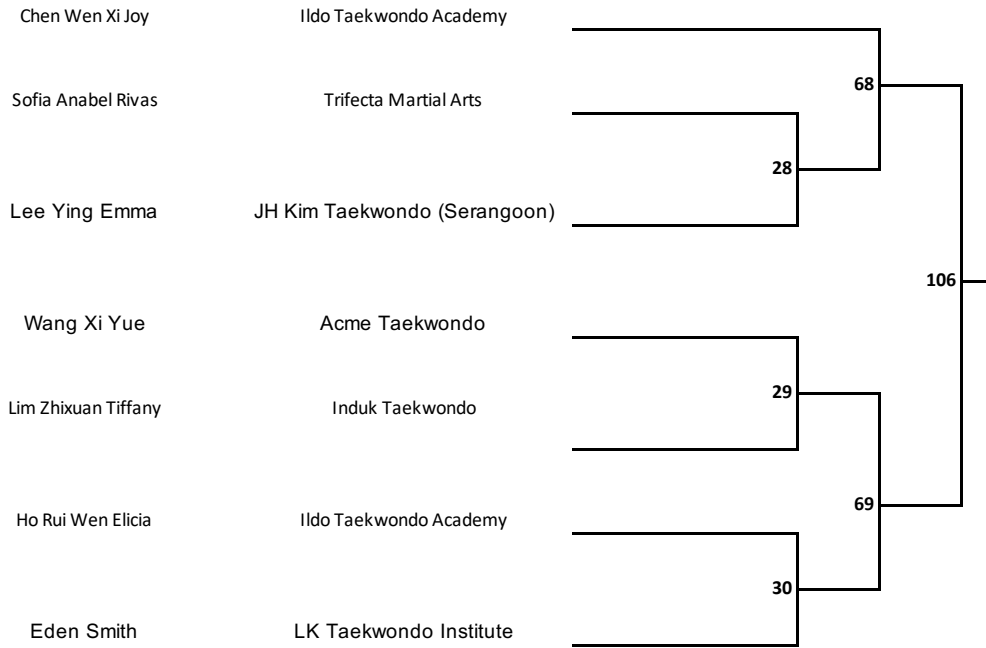 Chen Wen Xi Joy Ildo Taekwondo Academy
68
Sofia Anabel Rivas Trifecta Martial Arts
28
Lee Ying Emma JH Kim Taekwondo (Serangoon)
106
Wang Xi Yue Acme Taekwondo
29
Lim Zhixuan Tiffany Induk Taekwondo
69
Ho Rui Wen Elicia Ildo Taekwondo Academy
30
Eden Smith LK Taekwondo Institute